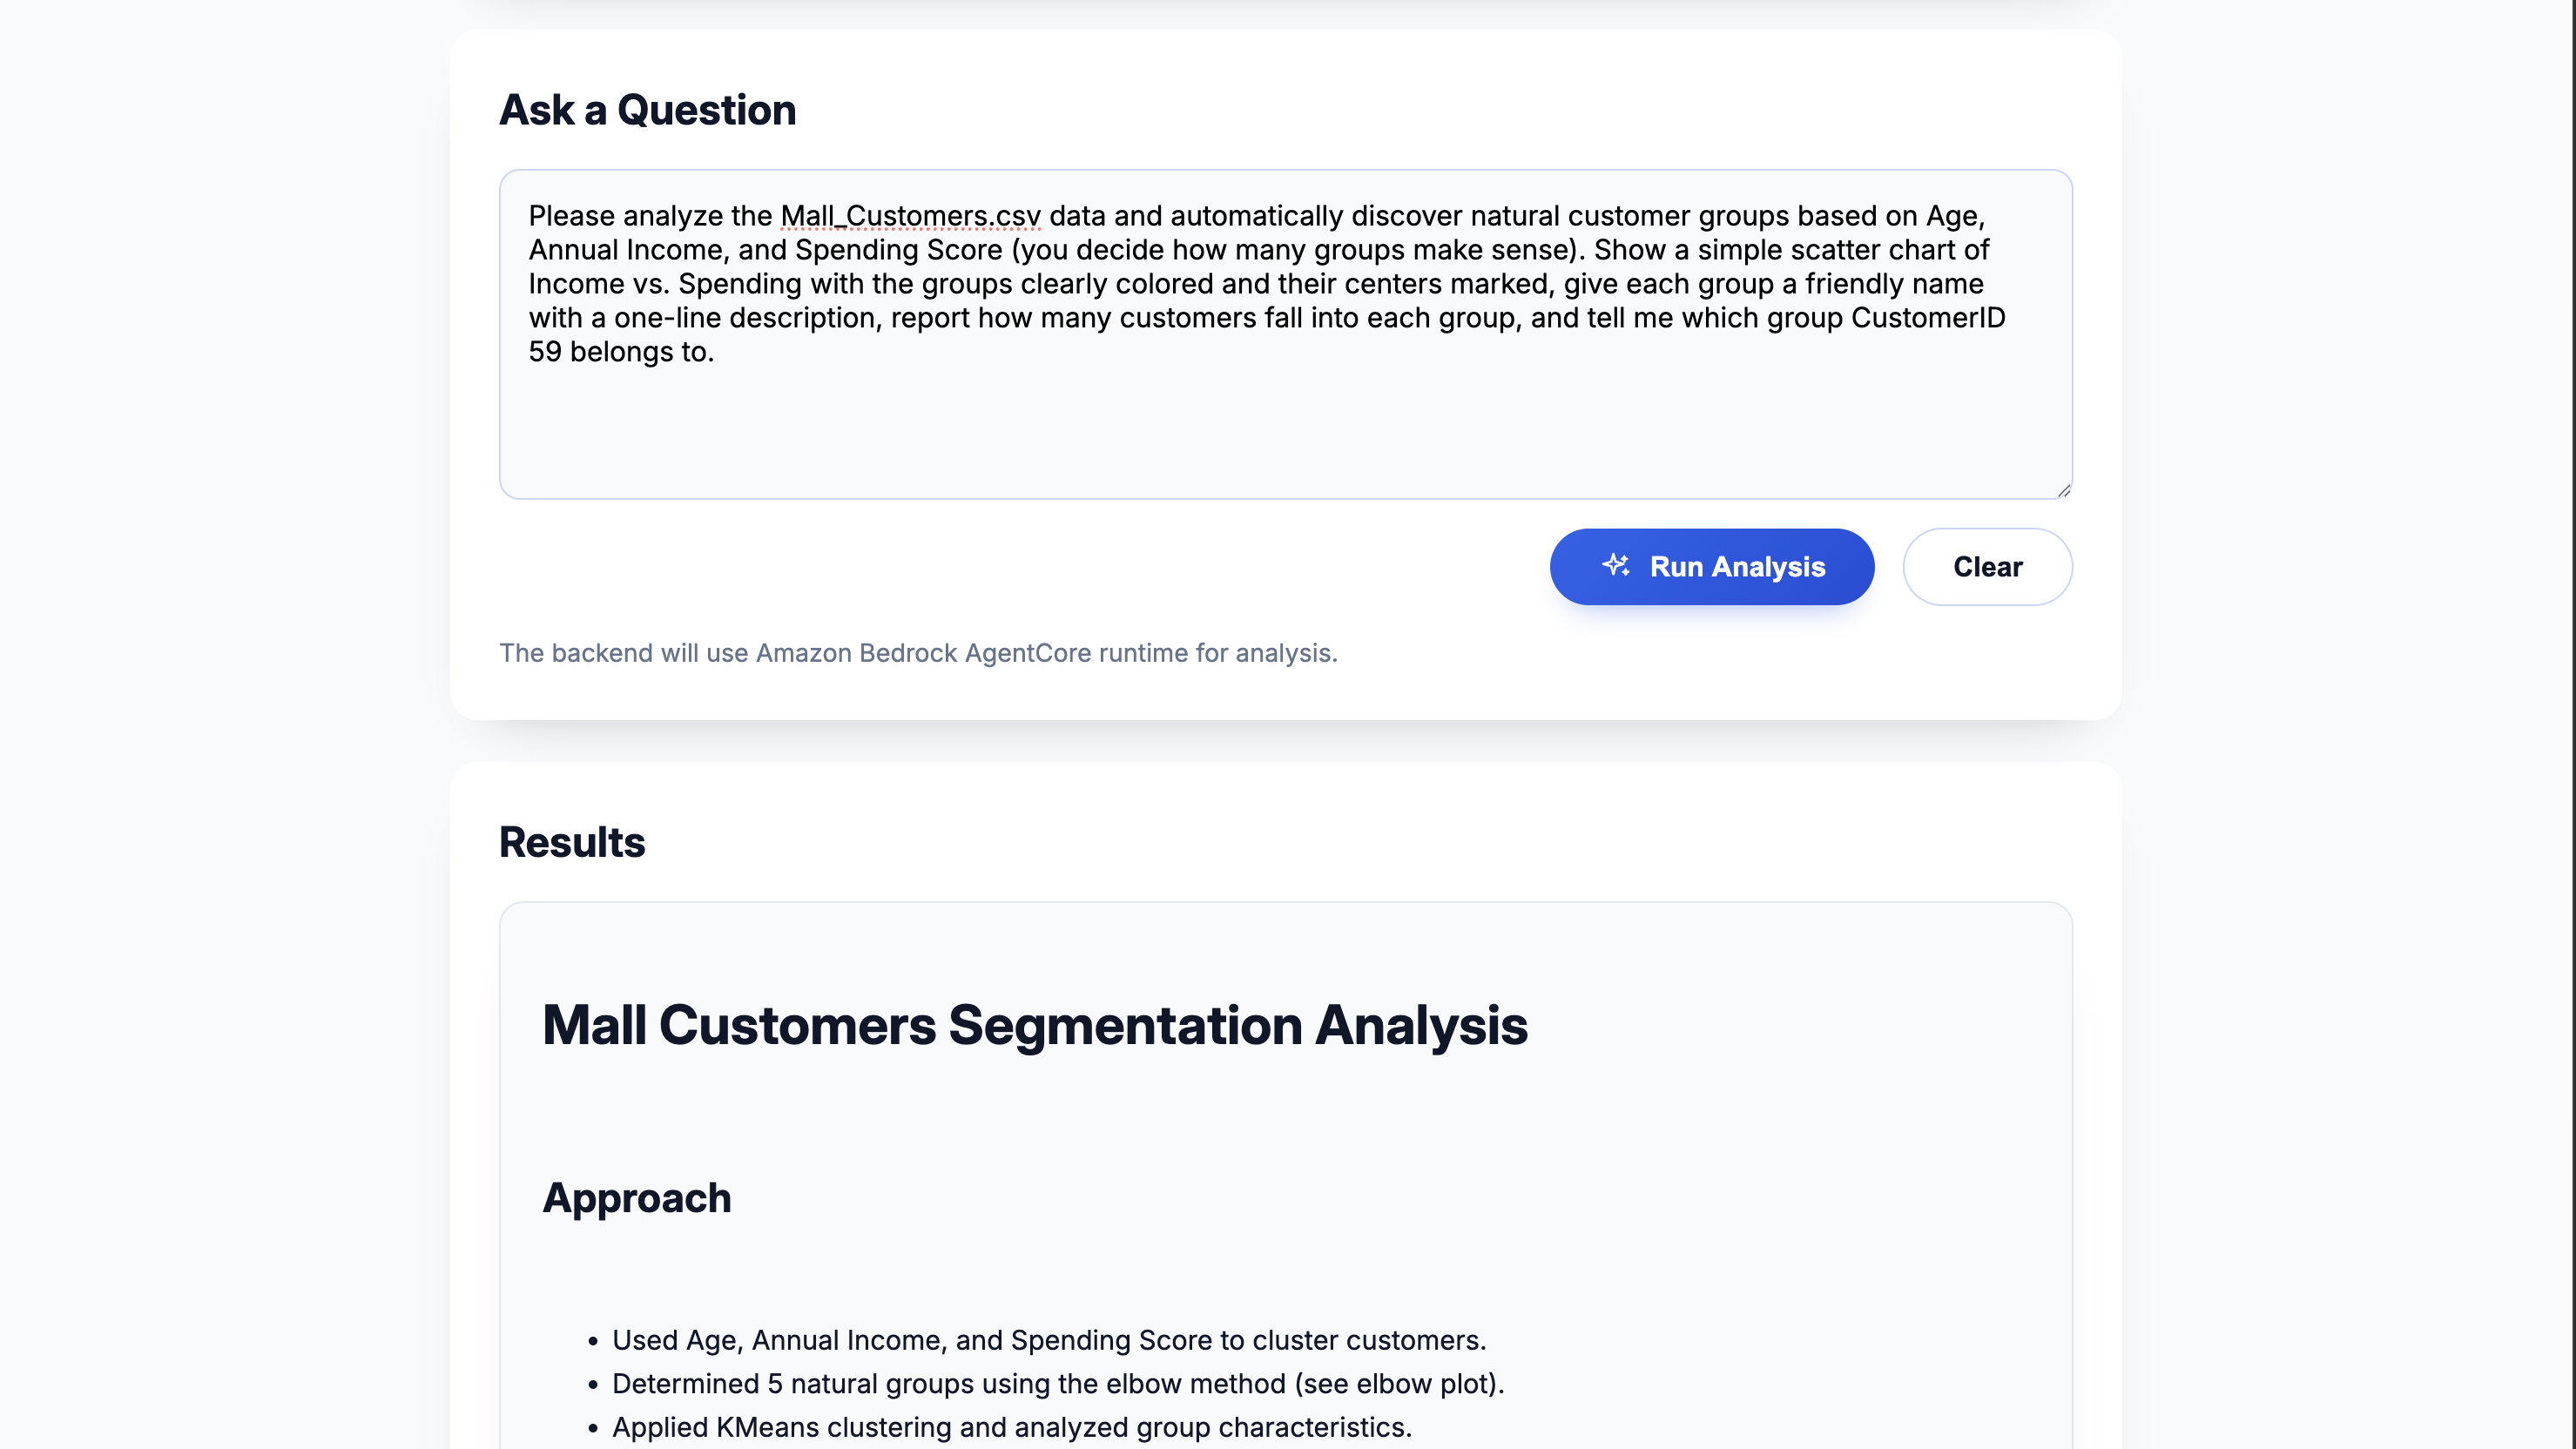 Ask a Question
Please analyze the Mall_Customers.csv data and automatically discover natural customer groups based on Age,
Annual Income, and Spending Score (you decide how many groups make sense). Show a simple scatter chart of
Income vs. Spending with the groups clearly colored and their centers marked, give each group a friendly name
with a one-line description, report how many customers fall into each group, and tell me which group CustomerID
59 belongs to.
Run Analysis
Clear
The backend will use Amazon Bedrock AgentCore runtime for analysis.
Results
Mall Customers Segmentation Analysis
Approach
• Used Age, Annual Income, and Spending Score to cluster customers.
• Determined 5 natural groups using the elbow method (see elbow plot).
• Applied KMeans clustering and analyzed group characteristics.